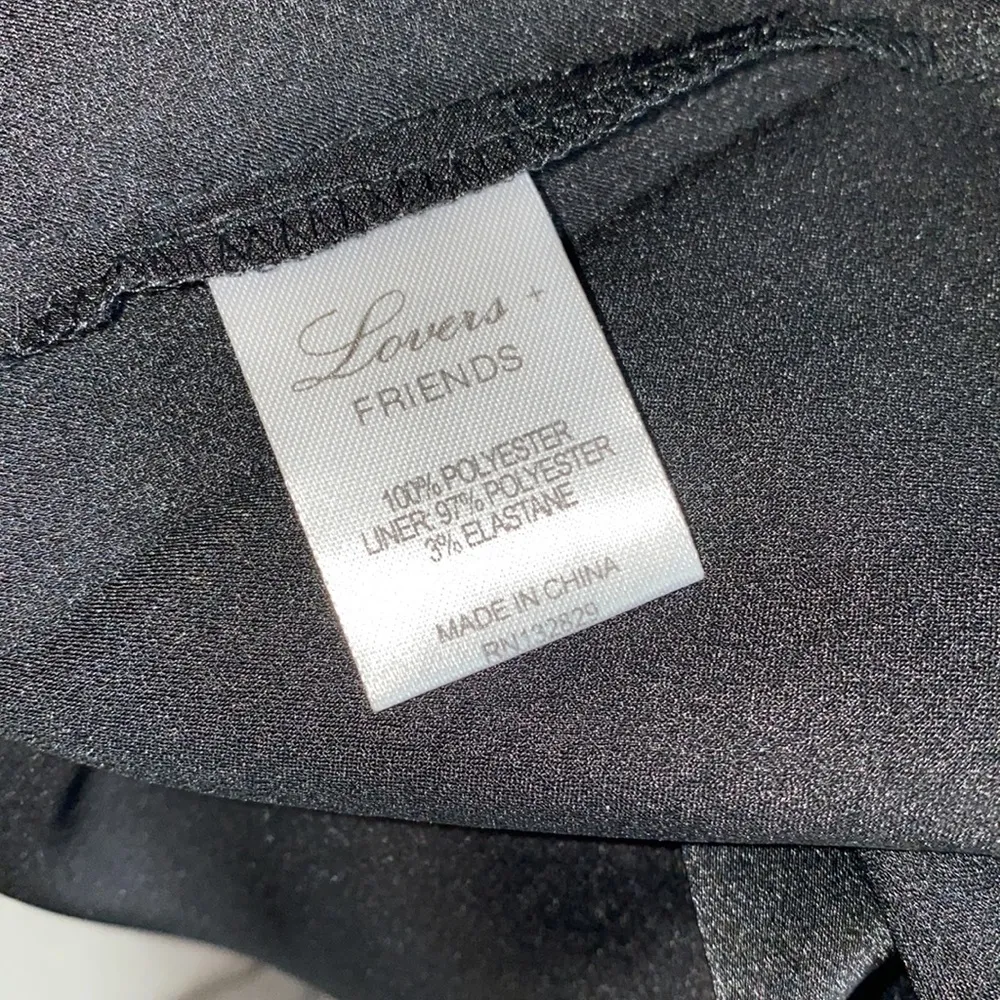 Lovers +
FRIENDS
100% POLYESTER
LINER: 97% POLYESTER
3% ELASTANE
MADE IN CHINA
RN132829